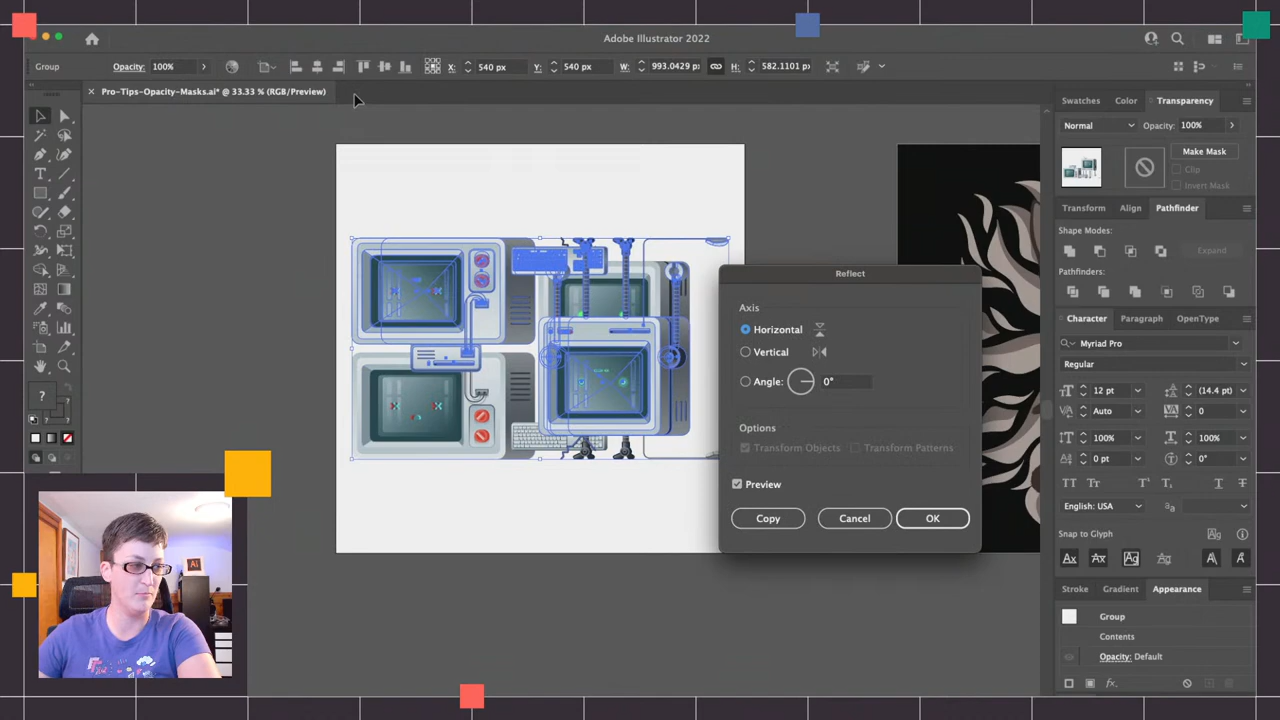 Adobe Illustrator 2022
Group
Opacity: 100%
X: 540 px
Y: 540 px
W: 993.0429 p
H: 582.1101 p
× Pro-Tips-Opacity-Masks.ai* @ 33.33 % (RGB/Preview)
Swatches Color Transparency
Normal Opacity: 100%
Make Mask
Clip
Invert Mask
Transform Align Pathfinder
Shape Modes:
Expand
Pathfinders:
Character Paragraph OpenType
Myriad Pro
Regular
12 pt (14.4 pt)
Auto 0
100% 100%
0 pt 0°
English: USA
Snap to Glyph
Stroke Gradient Appearance
Group
Contents
Opacity: Default
Reflect
Axis
Horizontal
Vertical
Angle: 0°
Options
Transform Objects Transform Patterns
Preview
Copy Cancel OK
Ai